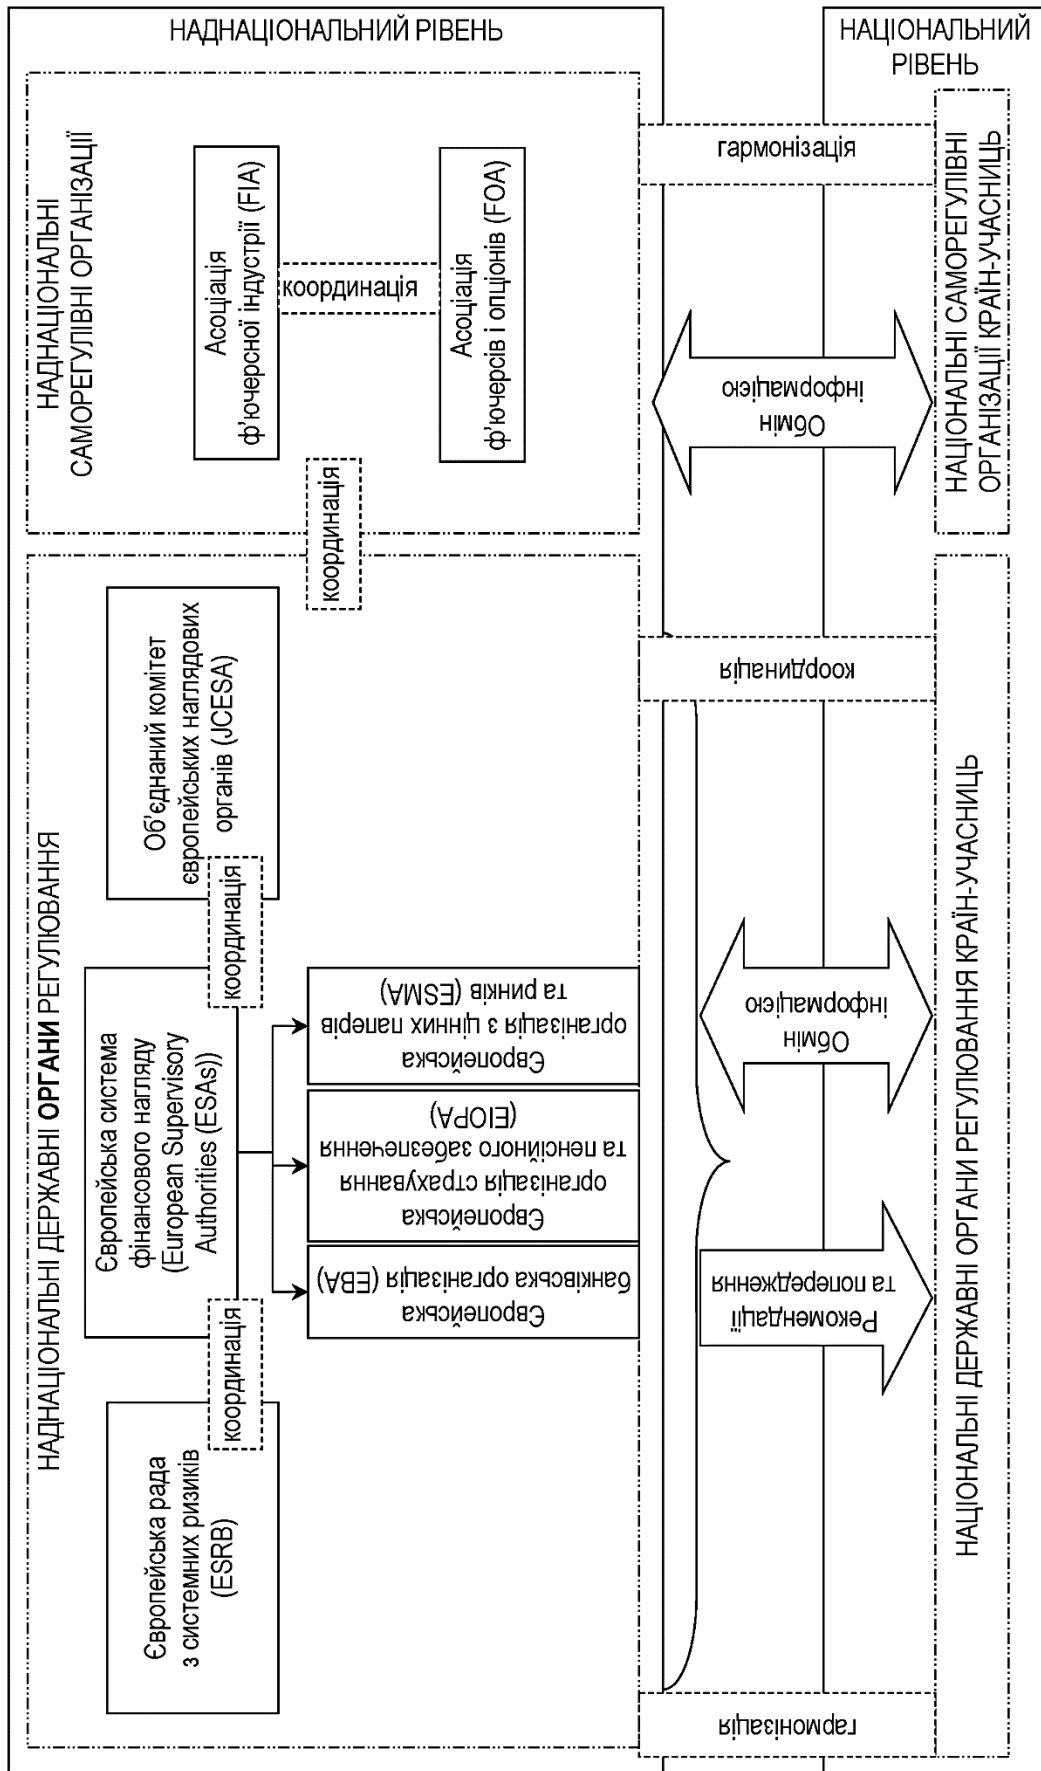 НАДНАЦІОНАЛЬНИЙ РІВЕНЬ
НАДНАЦІОНАЛЬНІ ДЕРЖАВНІ ОРГАНИ РЕГУЛЮВАННЯ
Європейська рада
з системних ризиків
(ESRB)
координація
Європейська система
фінансового нагляду
(European Supervisory
Authorities (ESAs))
координація
Об’єднаний комітет
європейських наглядових
органів (JCESA)
Європейська
банківська організація (EBA)
Європейська
організація страхування
та пенсійного забезпечення
(EIOPA)
Європейська
організація з цінних паперів
та ринків (ESMA)
координація
НАДНАЦІОНАЛЬНІ
САМОРЕГУЛІВНІ ОРГАНІЗАЦІЇ
Асоціація
ф’ючерсної індустрії (FIA)
координація
Асоціація
ф’ючерсів і опціонів (FOA)
гармонізація
Рекомендації
та попередження
Обмін
інформацією
координація
Обмін
інформацією
гармонізація
НАЦІОНАЛЬНИЙ
РІВЕНЬ
НАЦІОНАЛЬНІ ДЕРЖАВНІ ОРГАНИ РЕГУЛЮВАННЯ КРАЇН-УЧАСНИЦЬ
НАЦІОНАЛЬНІ САМОРЕГУЛІВНІ
ОРГАНІЗАЦІЇ КРАЇН-УЧАСНИЦЬ